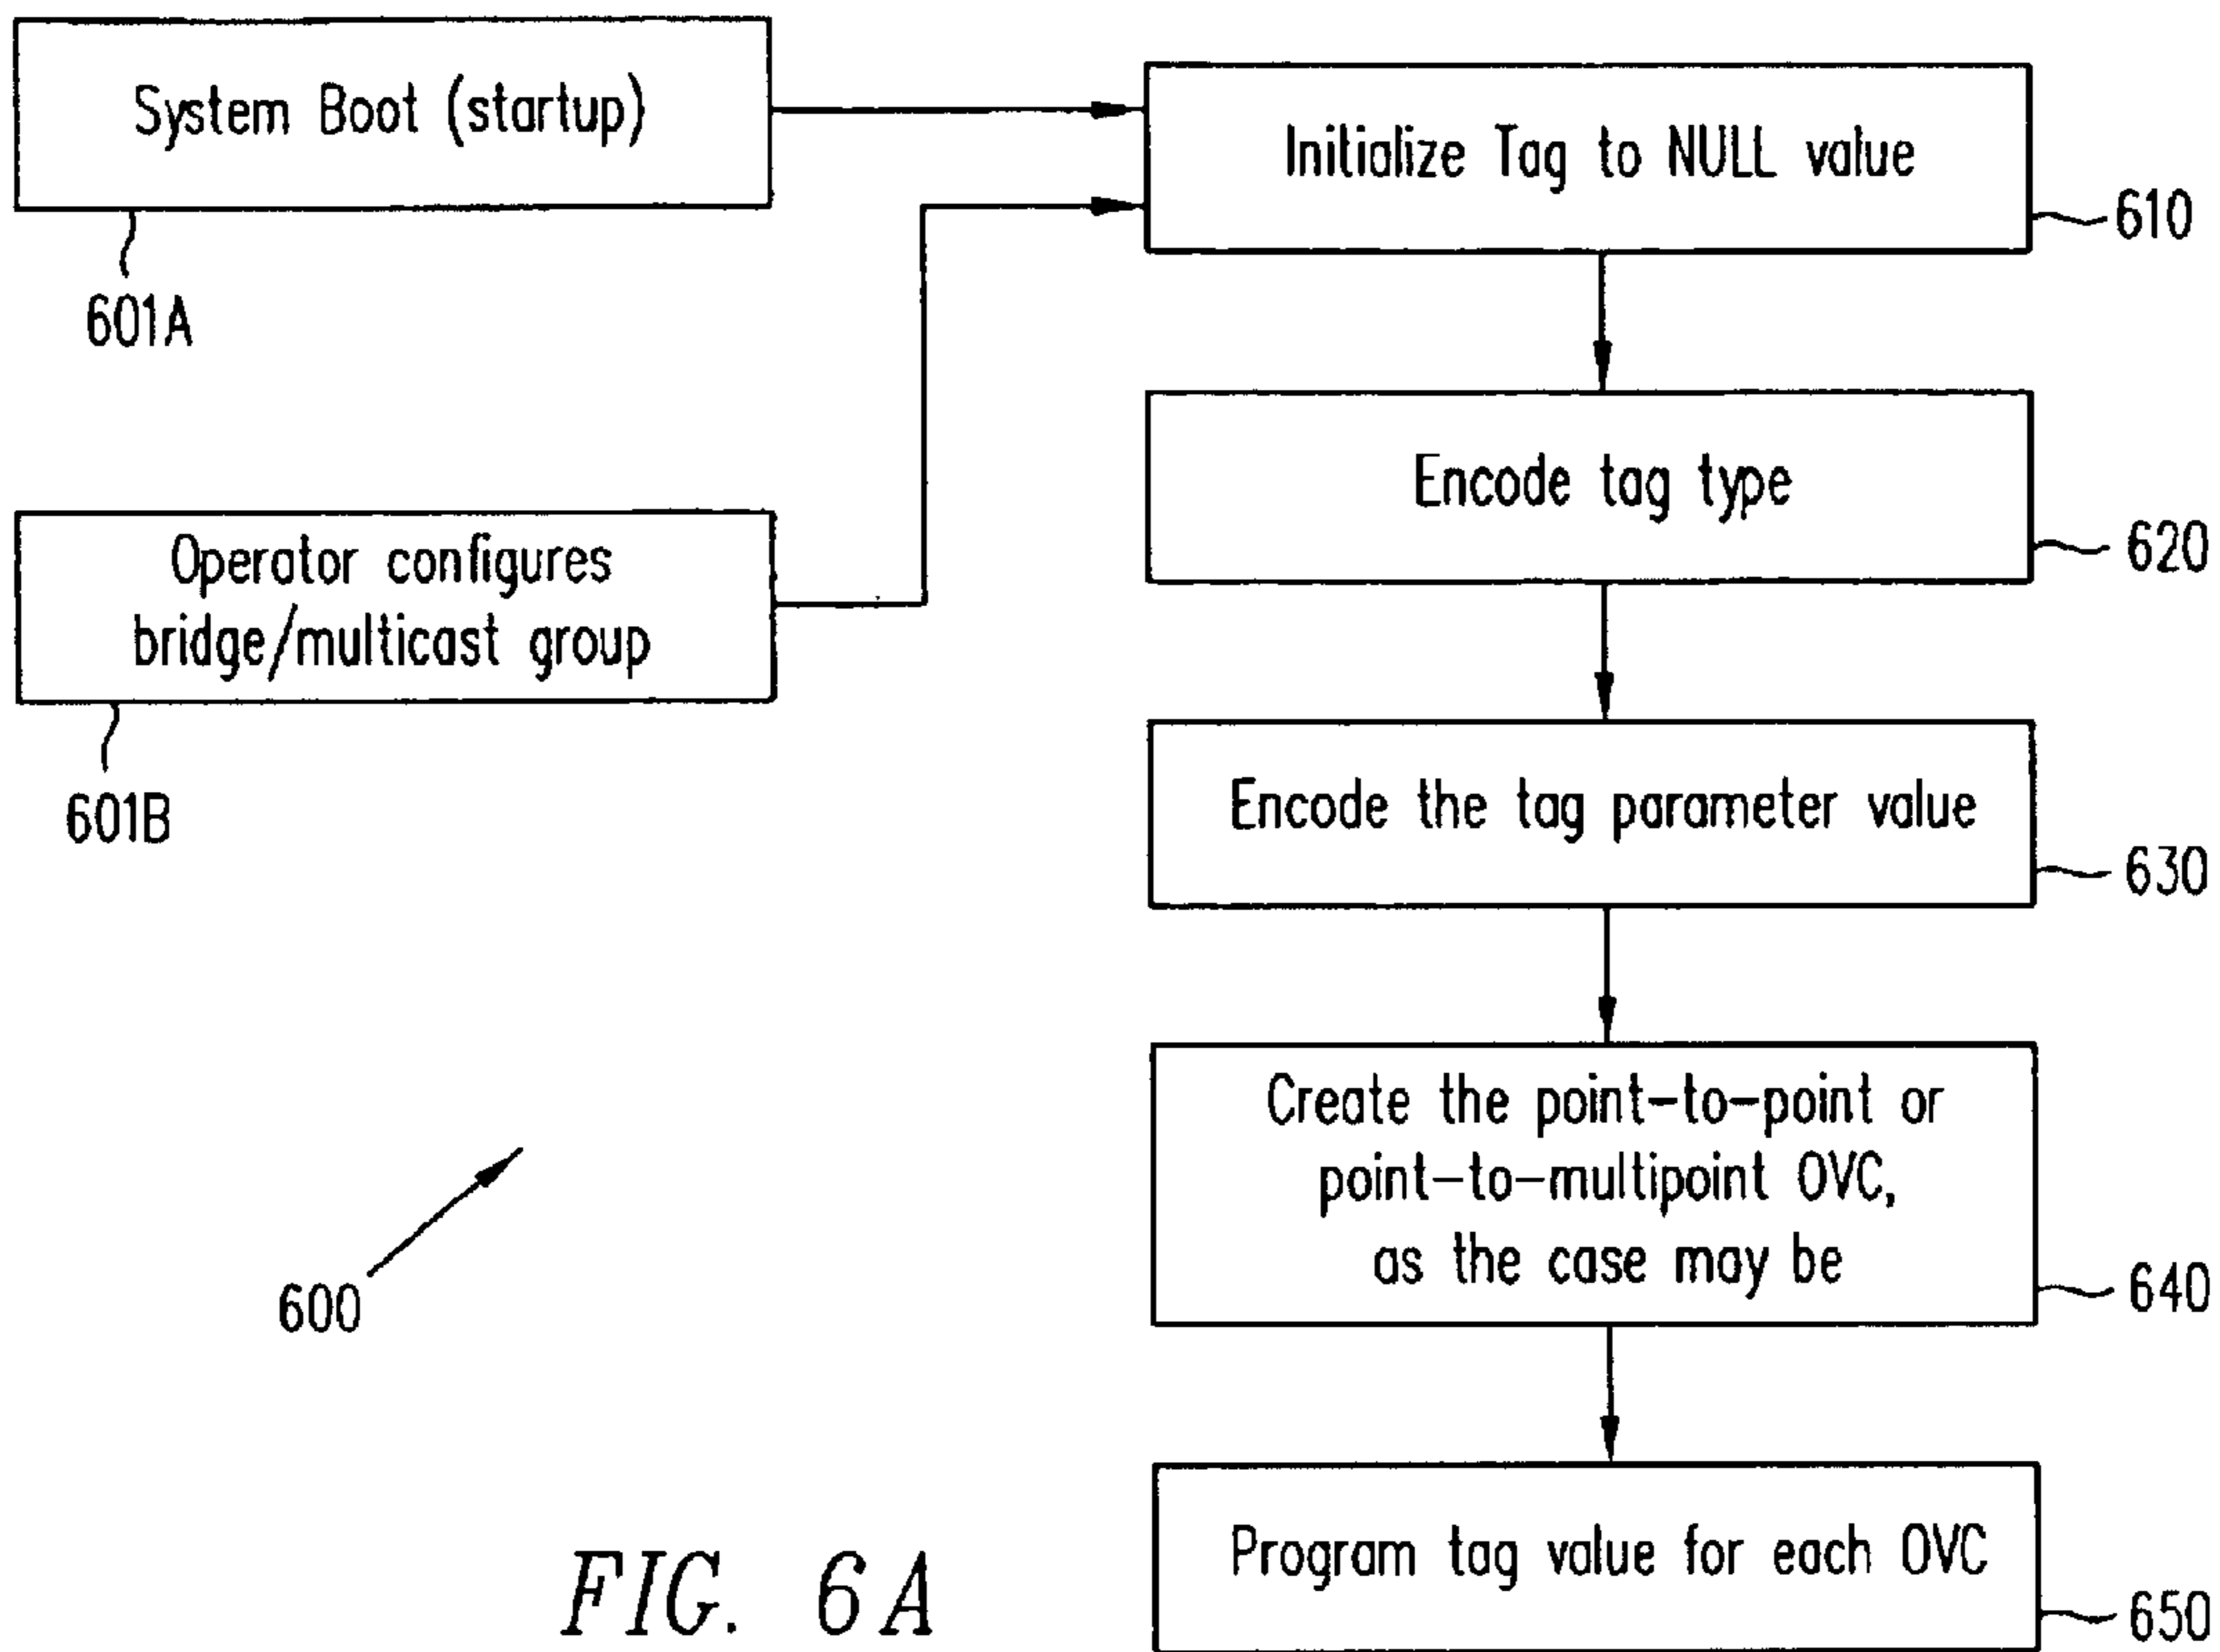 System Boot (startup)
601A
Initialize Tag to NULL value
610
Encode tag type
620
Operator configures
bridge/multicast group
601B
Encode the tag parameter value
630
Create the point-to-point or
point-to-multipoint OVC,
as the case may be
640
600
Program tag value for each OVC
650
FIG. 6A